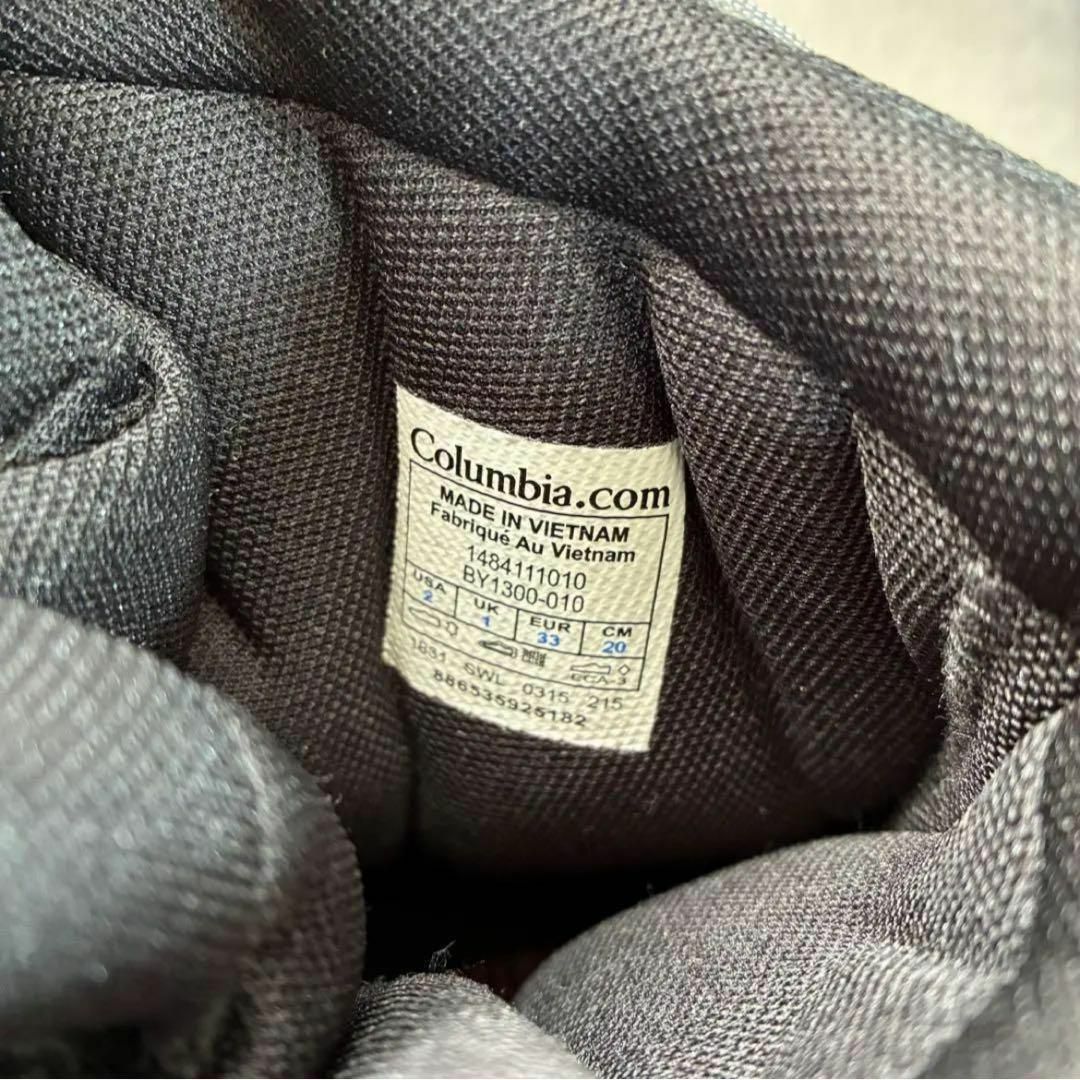 Columbia.com
MADE IN VIETNAM
Fabriqué Au Vietnam
1484111010
BY1300-010
USA UK EUR CM
2 1 33 20
1831 SWL 0315 215
886535925182